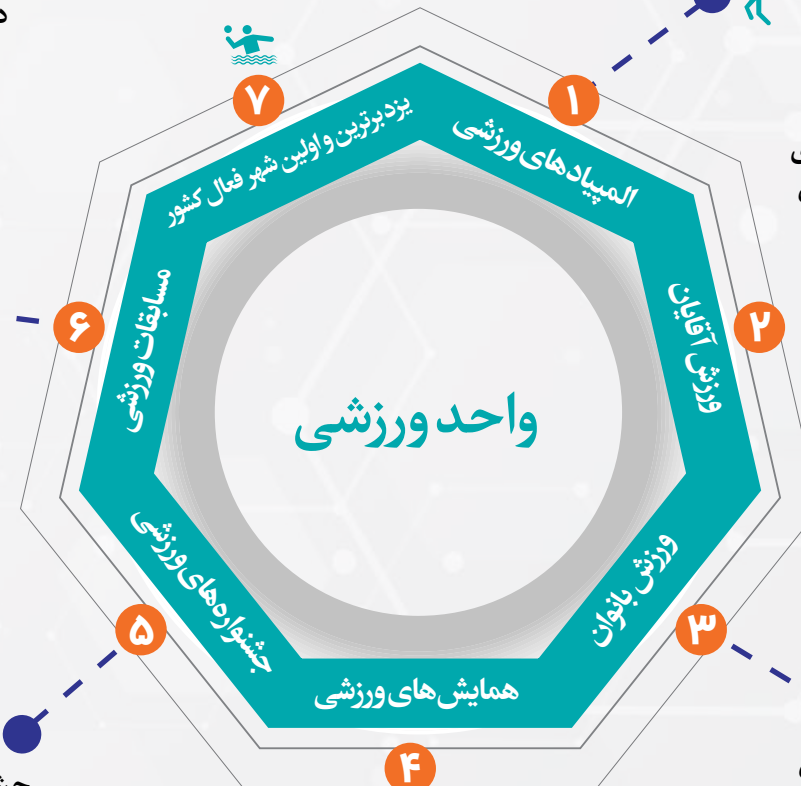 واحد ورزشی
۱
المپیادهای ورزشی
۲
ورزش آقایان
۳
ورزش بانوان
۴
همایش‌های ورزشی
۵
جشنواره‌های ورزشی
۶
مسابقات ورزشی
۷
یزد برترین و اولین شهر فعال کشور